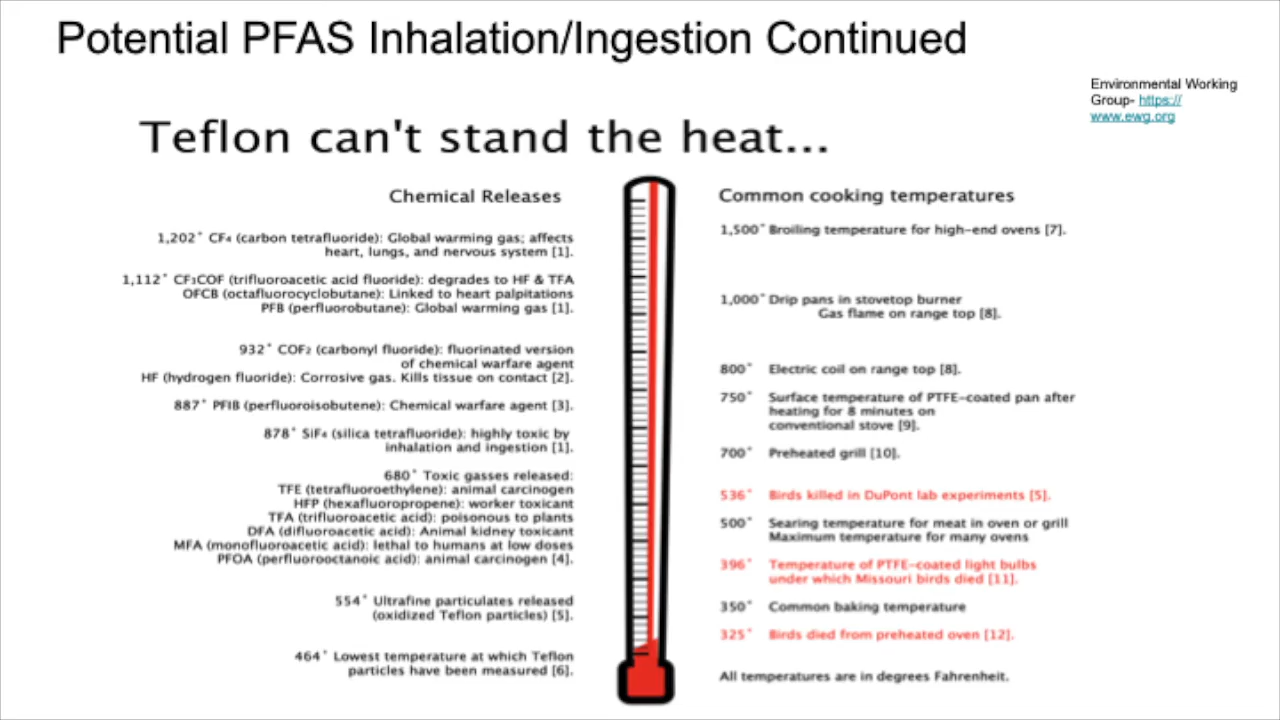 Potential PFAS Inhalation/Ingestion Continued
Environmental Working
Group- https://
www.ewg.org
Teflon can't stand the heat...
Chemical Releases
1,202˚ CF₄ (carbon tetrafluoride): Global warming gas; affects
heart, lungs, and nervous system [1].
1,112˚ CF₃COF (trifluoroacetic acid fluoride): degrades to HF & TFA
OFCB (octafluorocyclobutane): Linked to heart palpitations
PFB (perfluorobutane): Global warming gas [1].
932˚ COF₂ (carbonyl fluoride): fluorinated version
of chemical warfare agent
HF (hydrogen fluoride): Corrosive gas. Kills tissue on contact [2].
887˚ PFIB (perfluoroisobutene): Chemical warfare agent [3].
878˚ SiF₄ (silica tetrafluoride): highly toxic by
inhalation and ingestion [1].
680˚ Toxic gasses released:
TFE (tetrafluoroethylene): animal carcinogen
HFP (hexafluoropropene): worker toxicant
TFA (trifluoroacetic acid): poisonous to plants
DFA (difluoroacetic acid): Animal kidney toxicant
MFA (monofluoroacetic acid): lethal to humans at low doses
PFOA (perfluorooctanoic acid): animal carcinogen [4].
554˚ Ultrafine particulates released
(oxidized Teflon particles) [5].
464˚ Lowest temperature at which Teflon
particles have been measured [6].
Common cooking temperatures
1,500˚ Broiling temperature for high-end ovens [7].
1,000˚ Drip pans in stovetop burner
Gas flame on range top [8].
800˚ Electric coil on range top [8].
750˚ Surface temperature of PTFE-coated pan after
heating for 8 minutes on
conventional stove [9].
700˚ Preheated grill [10].
536˚ Birds killed in DuPont lab experiments [5].
500˚ Searing temperature for meat in oven or grill
Maximum temperature for many ovens
396˚ Temperature of PTFE-coated light bulbs
under which Missouri birds died [11].
350˚ Common baking temperature
325˚ Birds died from preheated oven [12].
All temperatures are in degrees Fahrenheit.